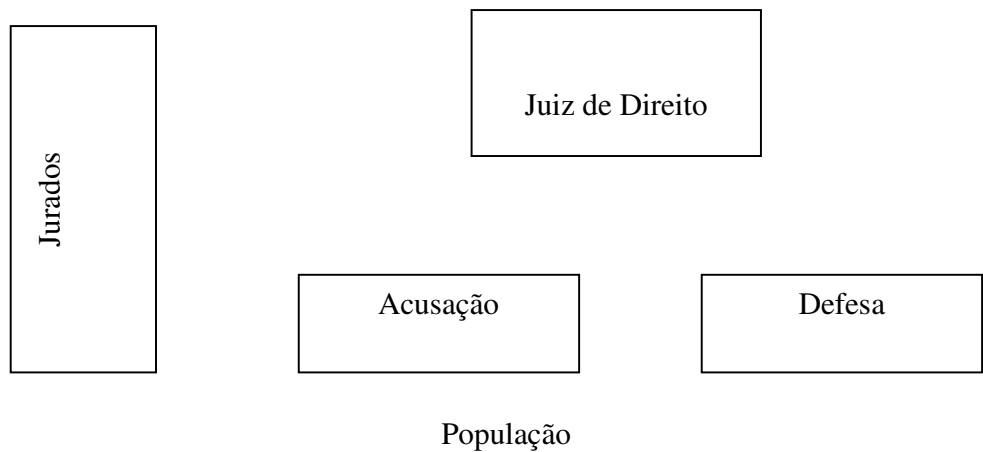 Juiz de Direito
Jurados
Acusação
Defesa
População